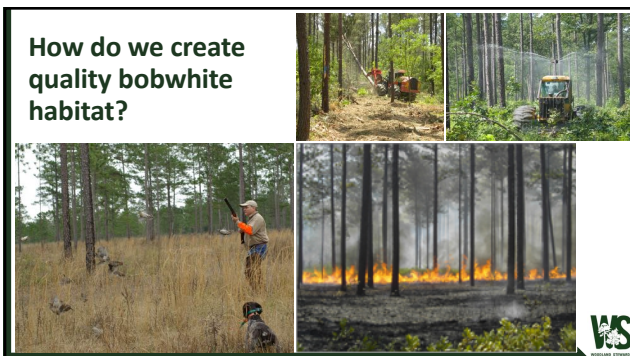 How do we create
quality bobwhite
habitat?
WS
WOODLAND STEWARD